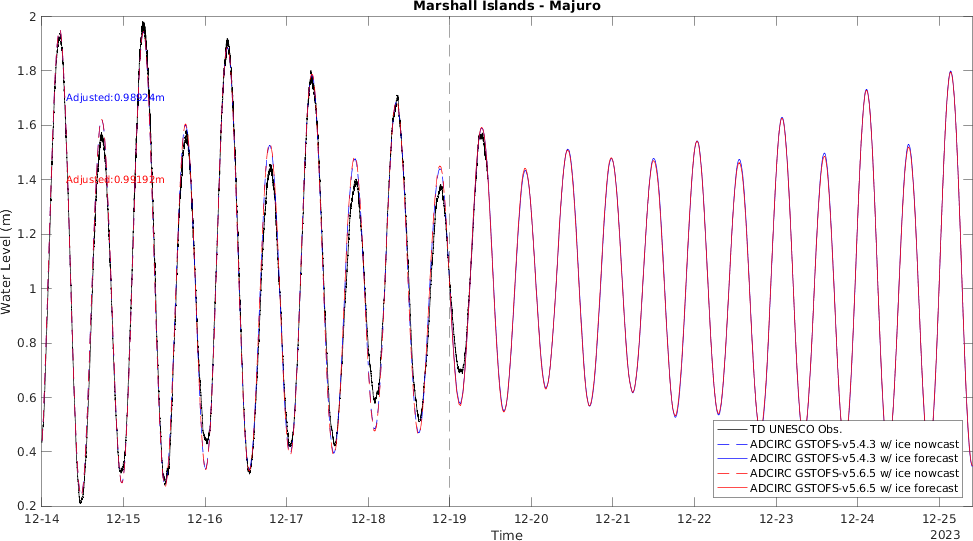 Marshall Islands - Majuro
2
1.8
Adjusted:0.98924m
1.6
1.4
Adjusted:0.99192m
1.2
Water Level (m)
1
0.8
0.6
0.4
0.2
TD UNESCO Obs.
ADCIRC GSTOFS-v5.4.3 w/ ice nowcast
ADCIRC GSTOFS-v5.4.3 w/ ice forecast
ADCIRC GSTOFS-v5.6.5 w/ ice nowcast
ADCIRC GSTOFS-v5.6.5 w/ ice forecast
12-14 12-15 12-16 12-17 12-18 12-19 12-20 12-21 12-22 12-23 12-24 12-25
Time
2023